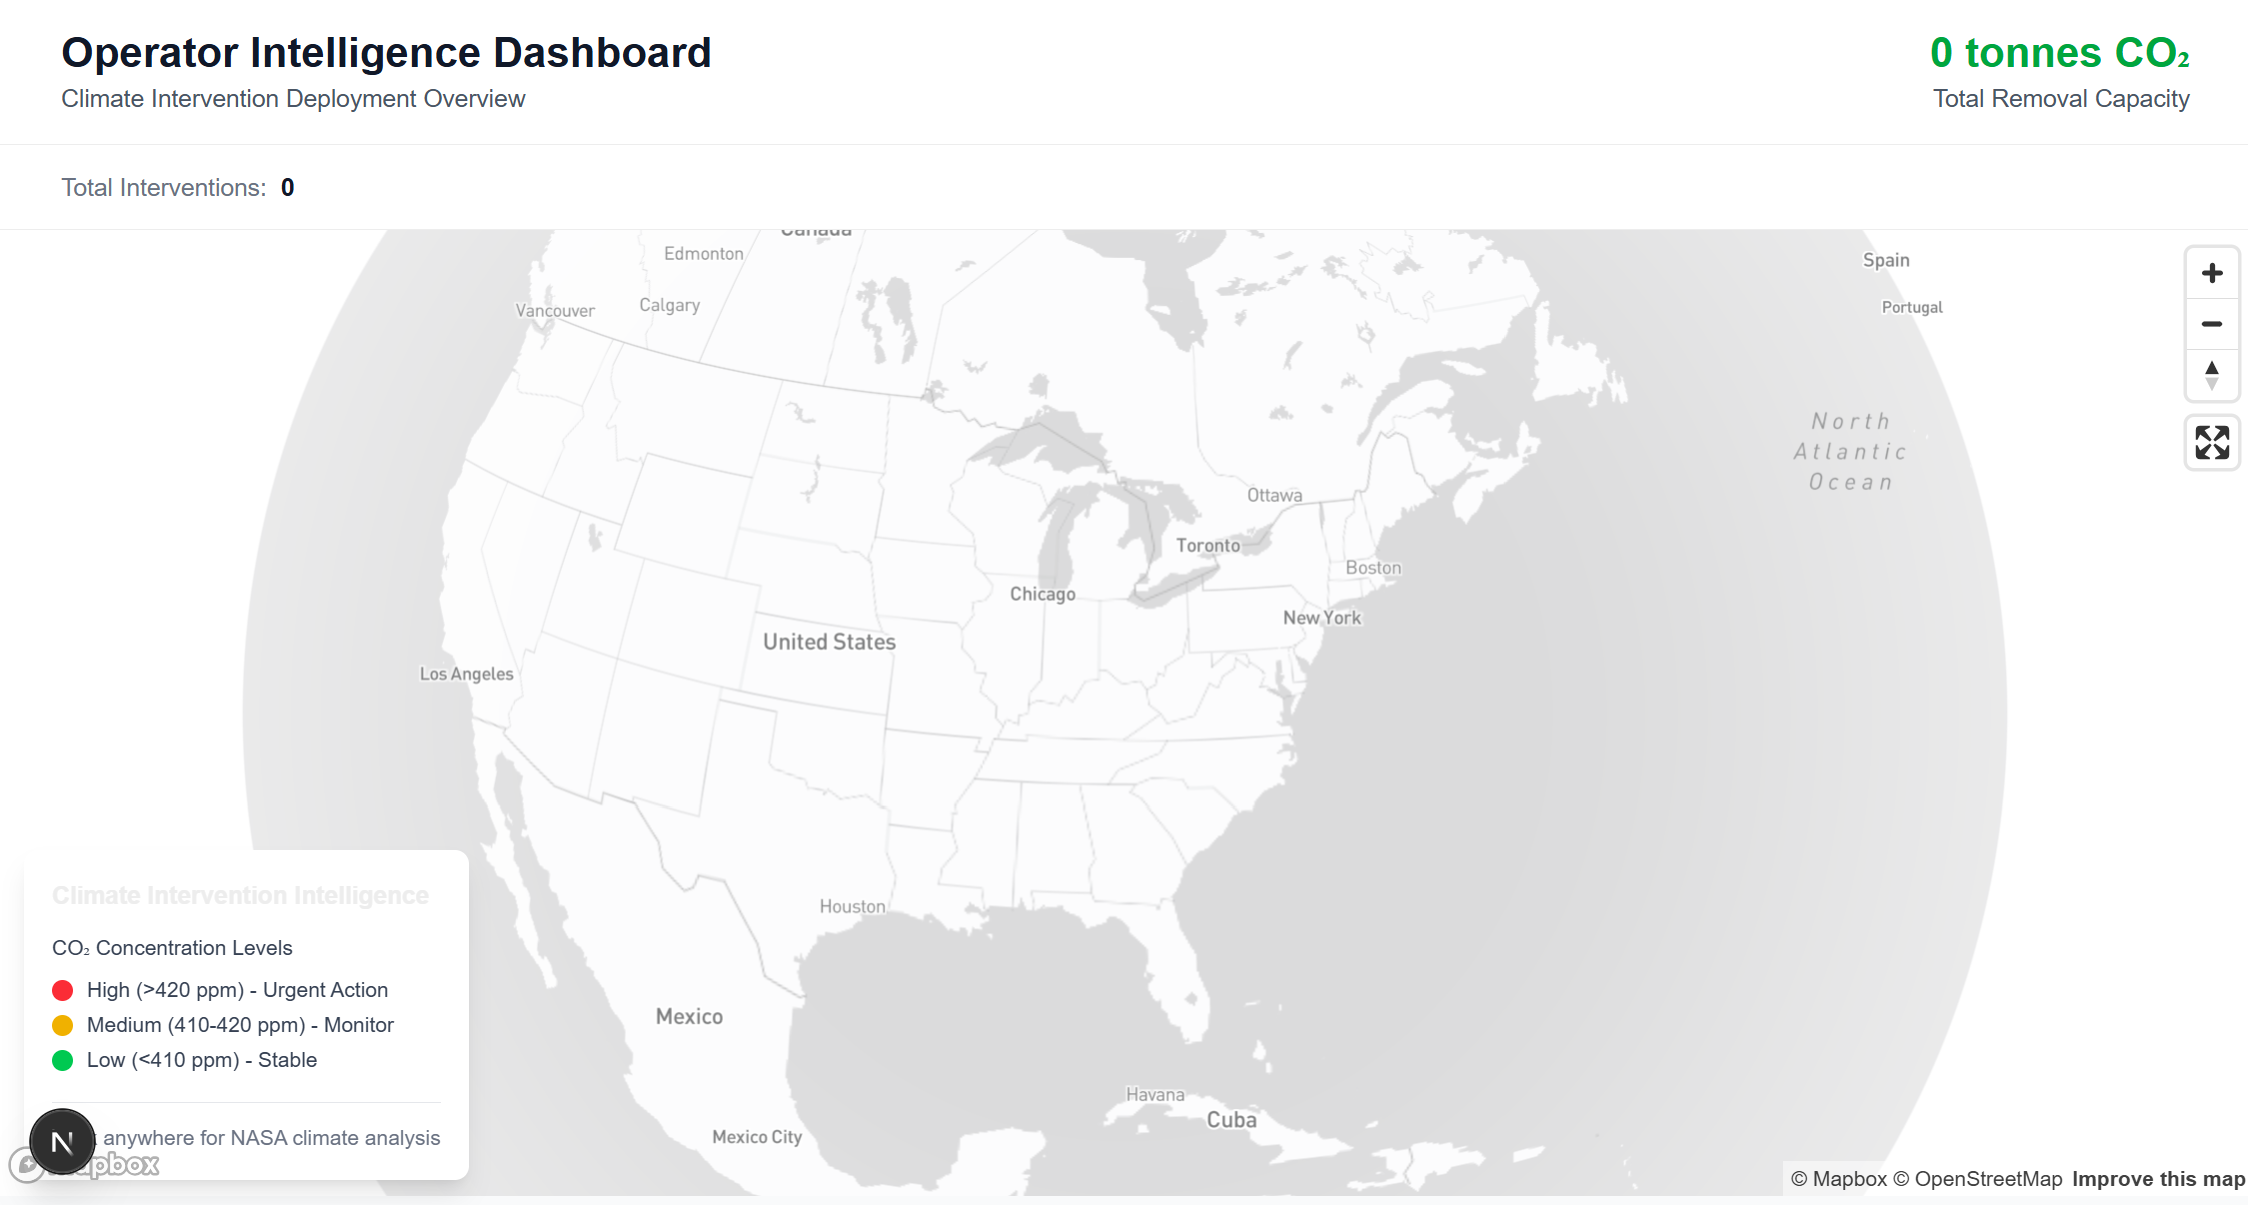 Operator Intelligence Dashboard
Climate Intervention Deployment Overview
0 tonnes CO₂
Total Removal Capacity
Total Interventions: 0
Canada
Edmonton
Spain
Vancouver
Calgary
Portugal
North
Atlantic
Ocean
Ottawa
Toronto
Boston
Chicago
New York
United States
Los Angeles
Houston
Mexico
Havana
Cuba
Mexico City
Climate Intervention Intelligence
CO₂ Concentration Levels
High (>420 ppm) - Urgent Action
Medium (410-420 ppm) - Monitor
Low (<410 ppm) - Stable
anywhere for NASA climate analysis
N
mapbox
© Mapbox © OpenStreetMap Improve this map